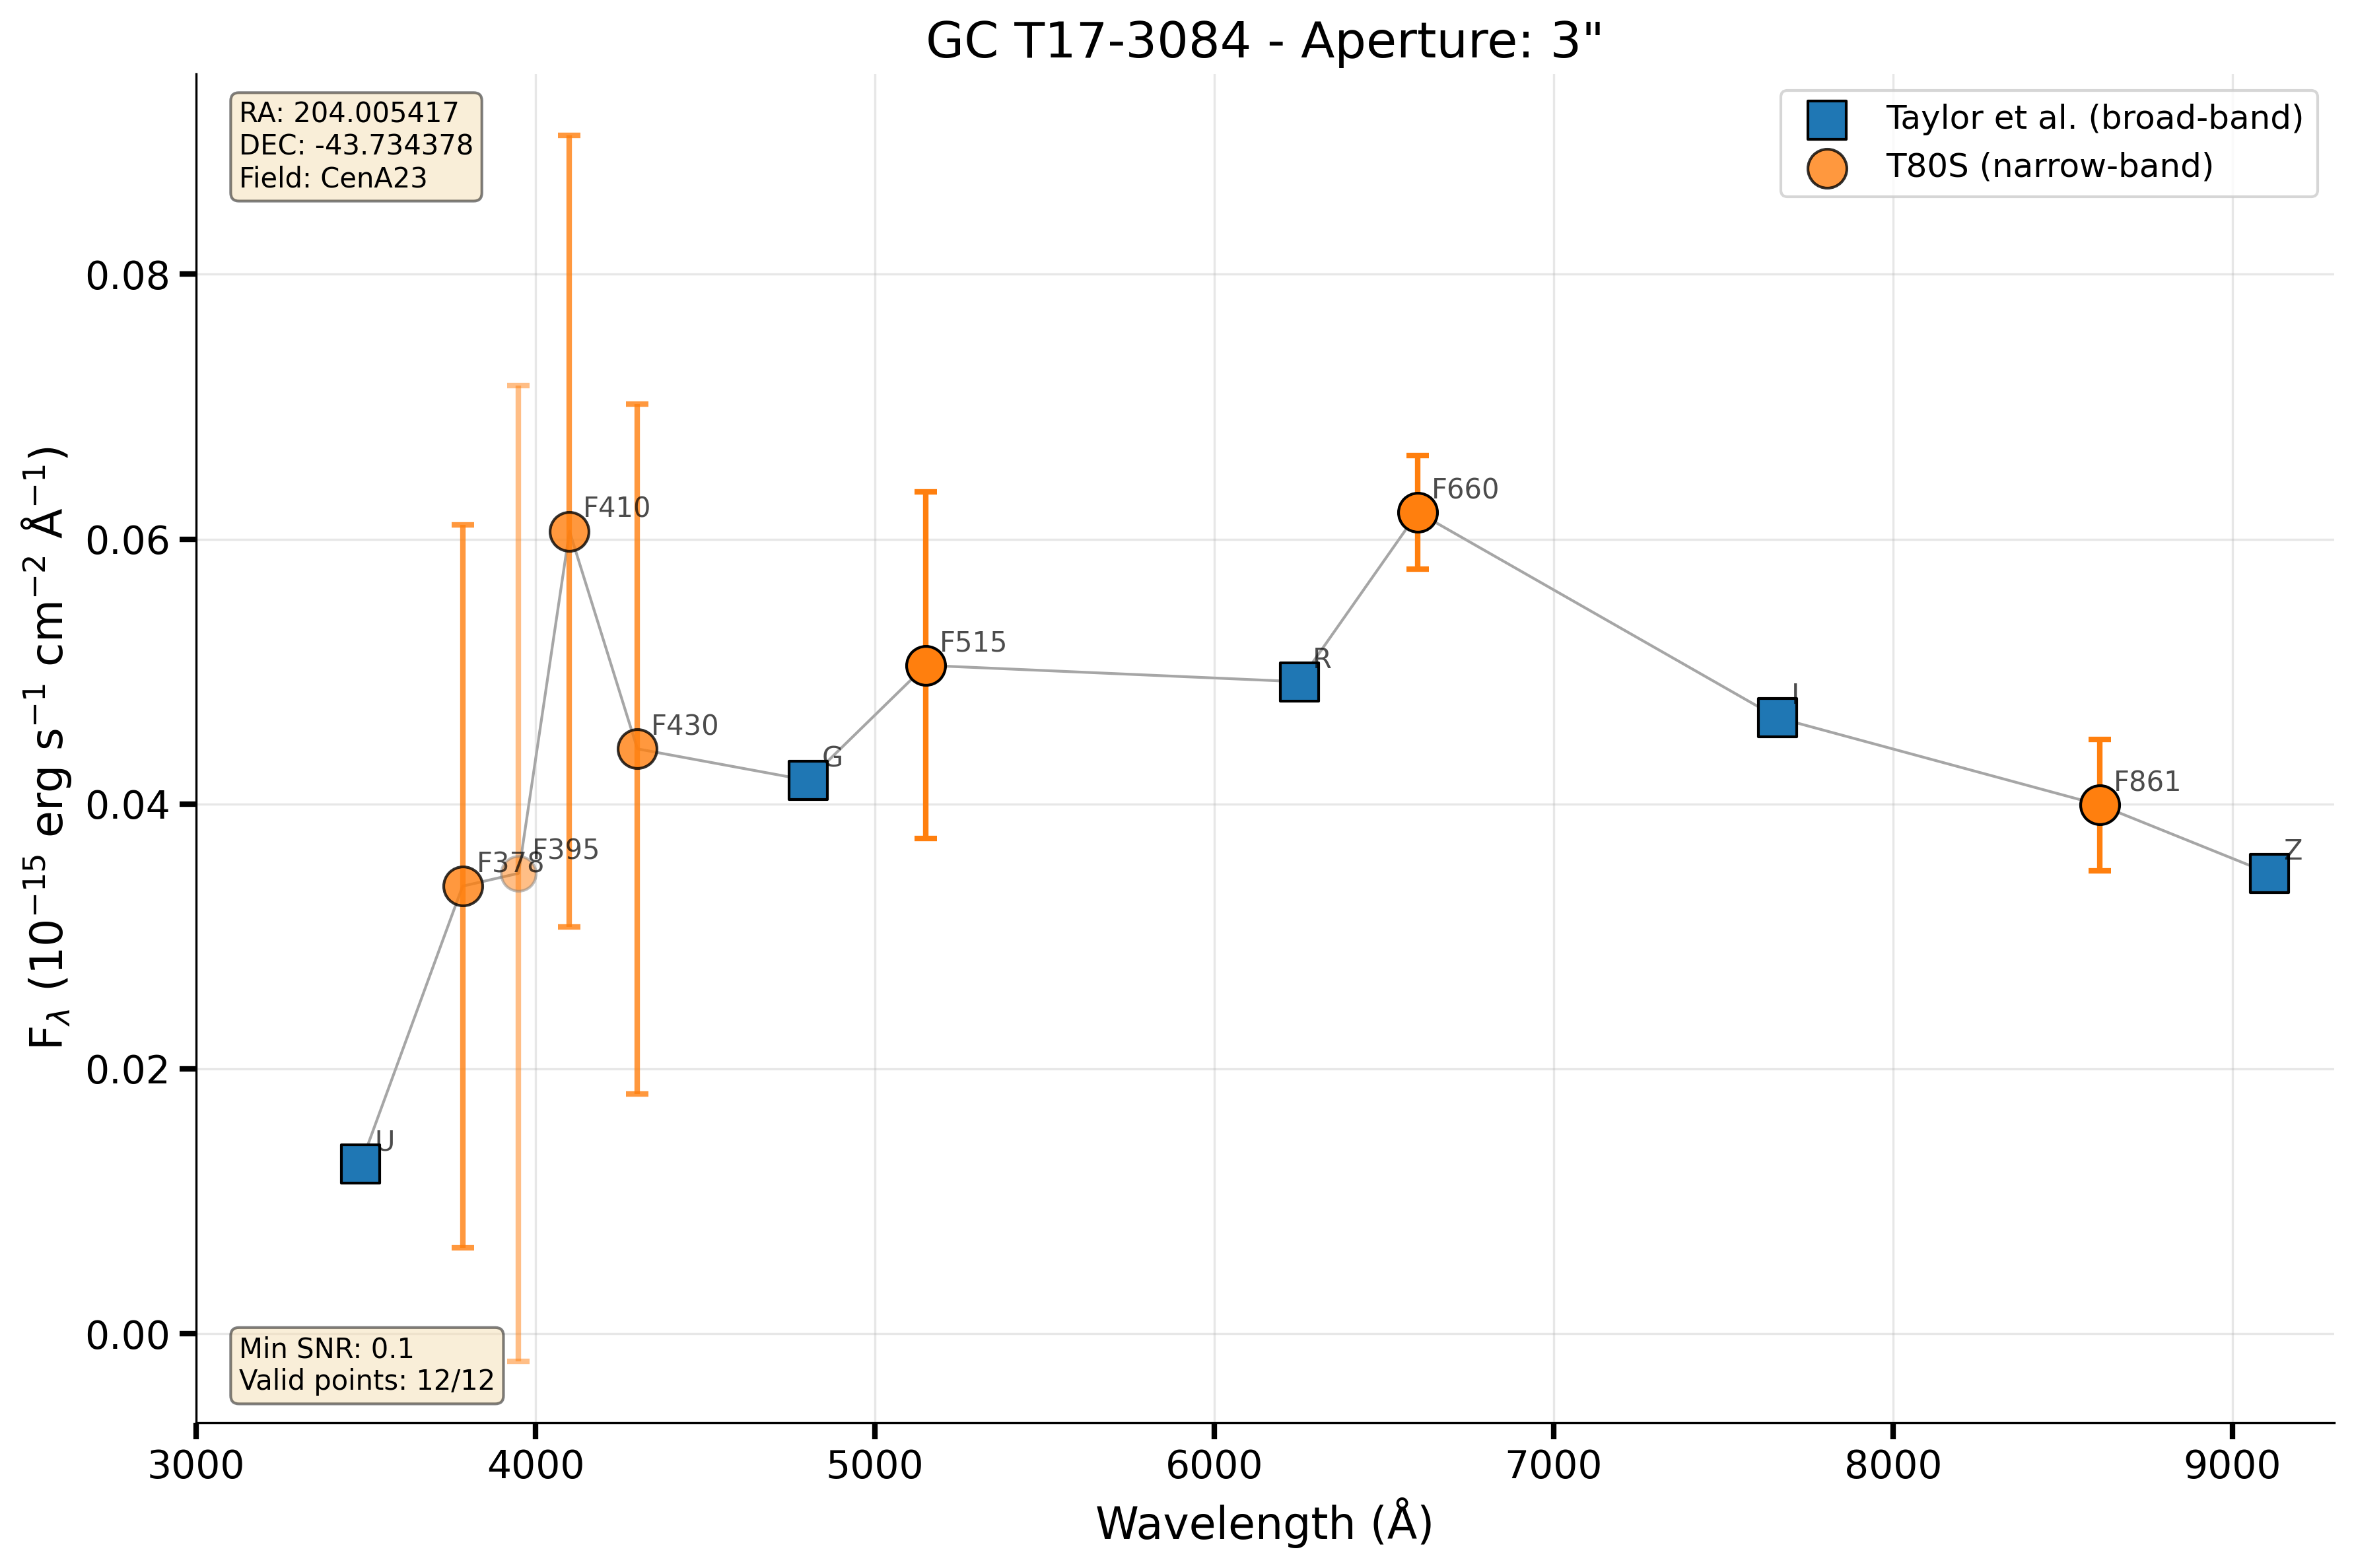 GC T17-3084 - Aperture: 3"
RA: 204.005417
DEC: -43.734378
Field: CenA23
Taylor et al. (broad-band)
T80S (narrow-band)
0.08
0.06
0.04
0.02
0.00
F_λ (10⁻¹⁵ erg s⁻¹ cm⁻² Å⁻¹)
U
F378
F395
F410
F430
G
F515
R
F660
I
F861
Z
Min SNR: 0.1
Valid points: 12/12
3000 4000 5000 6000 7000 8000 9000
Wavelength (Å)